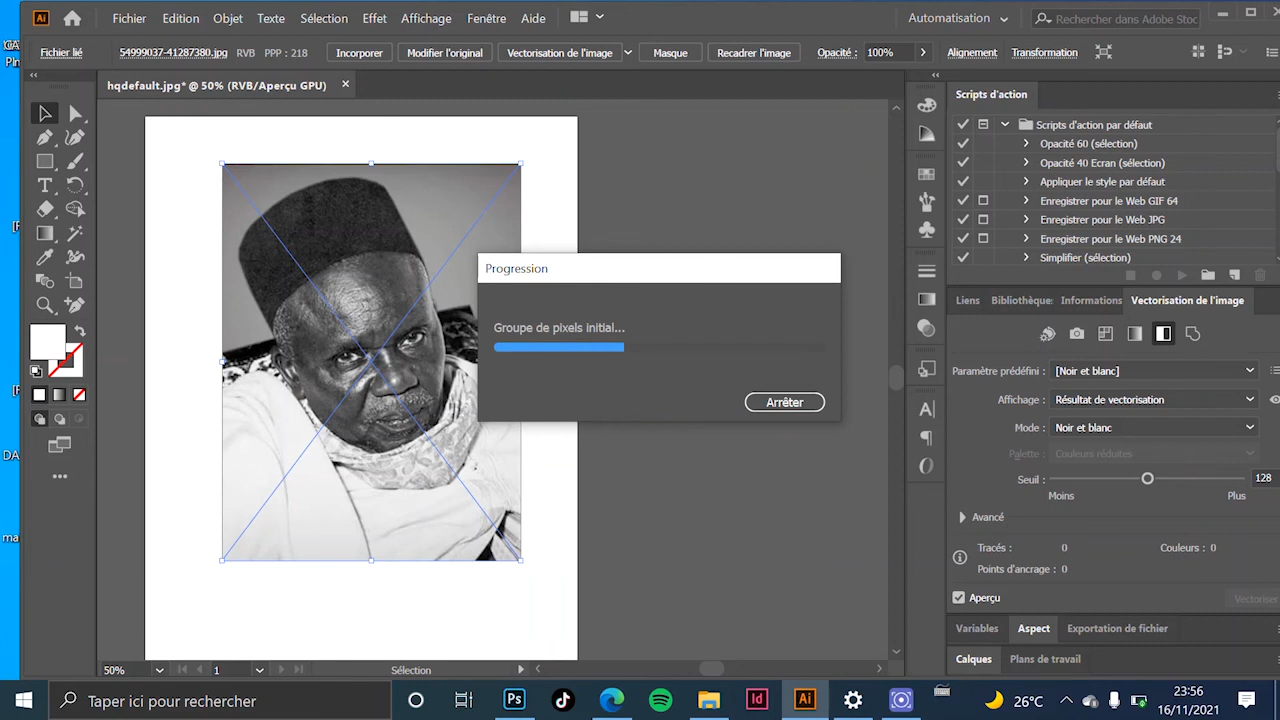 Ai Fichier Edition Objet Texte Sélection Effet Affichage Fenêtre Aide Automatisation Rechercher dans Adobe Stoc
Fichier lié 54999037-41287380.jpg RVB PPP : 218 Incorporer Modifier l'original Vectorisation de l'image Masque Recadrer l'image Opacité : 100% Alignement Transformation
hqdefault.jpg* @ 50% (RVB/Aperçu GPU)
Scripts d'action
Scripts d'action par défaut
Opacité 60 (sélection)
Opacité 40 Ecran (sélection)
Appliquer le style par défaut
Enregistrer pour le Web GIF 64
Enregistrer pour le Web JPG
Enregistrer pour le Web PNG 24
Simplifier (sélection)
Progression
Groupe de pixels initial...
Arrêter
Liens Bibliothèque: Informations Vectorisation de l'image
Paramètre prédéfini : [Noir et blanc]
Affichage : Résultat de vectorisation
Mode : Noir et blanc
Palette : Couleurs réduites
Seuil : 128
Moins Plus
Avancé
Tracés : 0 Couleurs : 0
Points d'ancrage : 0
Aperçu Vectoriser
Variables Aspect Exportation de fichier
Calques Plans de travail
50% 1 Sélection
Taper ici pour rechercher Ps Id Ai 26°C 23:56
16/11/2021